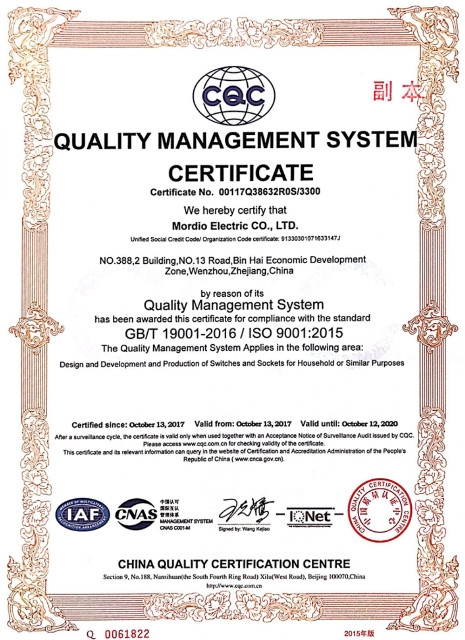 CQC
副本
QUALITY MANAGEMENT SYSTEM
CERTIFICATE
Certificate No. 00117Q38632R0S/3300
We hereby certify that
Mordio Electric CO., LTD.
Unified Social Credit Code/ Organization Code certificate: 91330301071633147J
NO.388,2 Building,NO.13 Road,Bin Hai Economic Development
Zone,Wenzhou,Zhejiang,China
by reason of its
Quality Management System
has been awarded this certificate for compliance with the standard
GB/T 19001-2016 / ISO 9001:2015
The Quality Management System Applies in the following area:
Design and Development and Production of Switches and Sockets for Household or Similar Purposes
Certified since: October 13, 2017 Valid from: October 13, 2017 Valid until: October 12, 2020
After a surveillance cycle, the certificate is valid only when used together with an Acceptance Notice of Surveillance Audit issued by CQC.
Please access www.cqc.com.cn for checking validity of the certificate.
This certificate and its relevant information can query in the website of Certification and Accreditation Administration of the People's
Republic of China ( www.cnca.gov.cn).
IAF
CNAS
中国认可
国际互认
管理体系
MANAGEMENT SYSTEM
CNAS C001-M
Signed by: Wang Kejiao
IQNet
QUALITY CERTIFICATION
CHINA QUALITY CERTIFICATION CENTRE
Section 9, No.188, Nansihuan(the South Fourth Ring Road) Xilu(West Road), Beijing 100070,China
http://www.cqc.com.cn
Q 0061822
2015年版